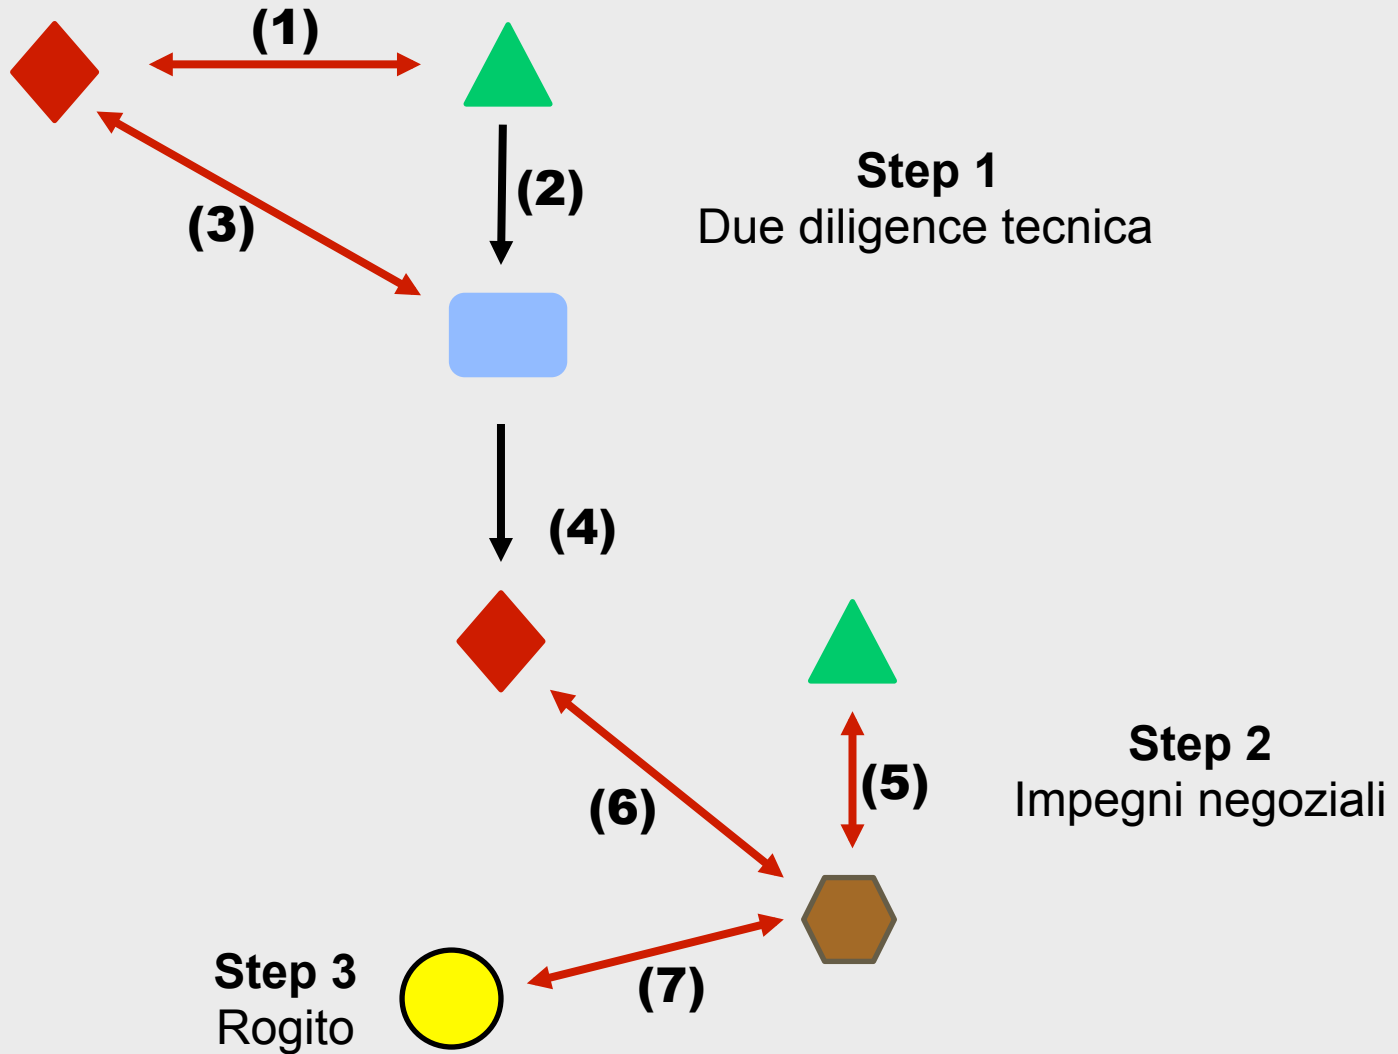 (1)
(2)
Step 1
Due diligence tecnica
(3)
(4)
Step 2
Impegni negoziali
(5)
(6)
Step 3
Rogito
(7)